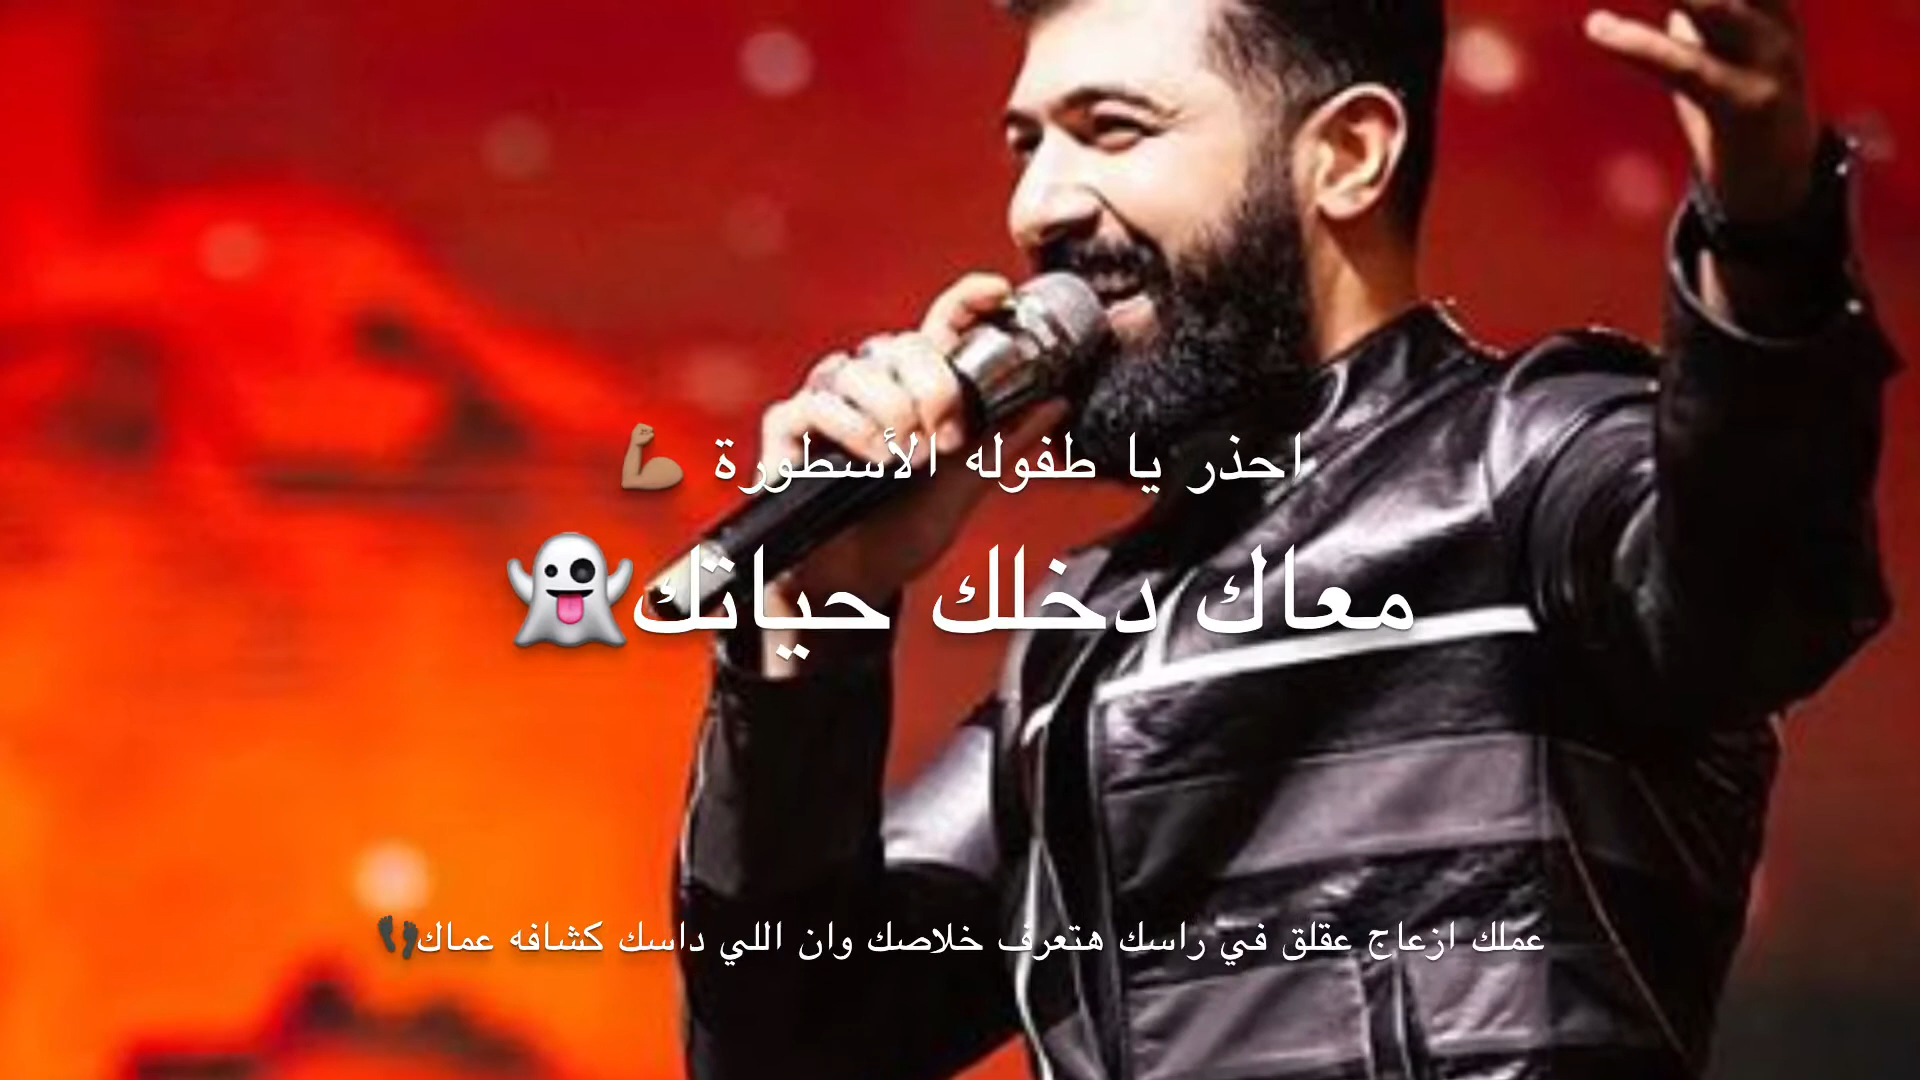 احذر يا طفوله الأسطورة 💪🏽
معاك دخلك حياتك👻
عملك ازعاج عقلق في راسك هتعرف خلاصك وان اللي داسك كشافه عماك👣